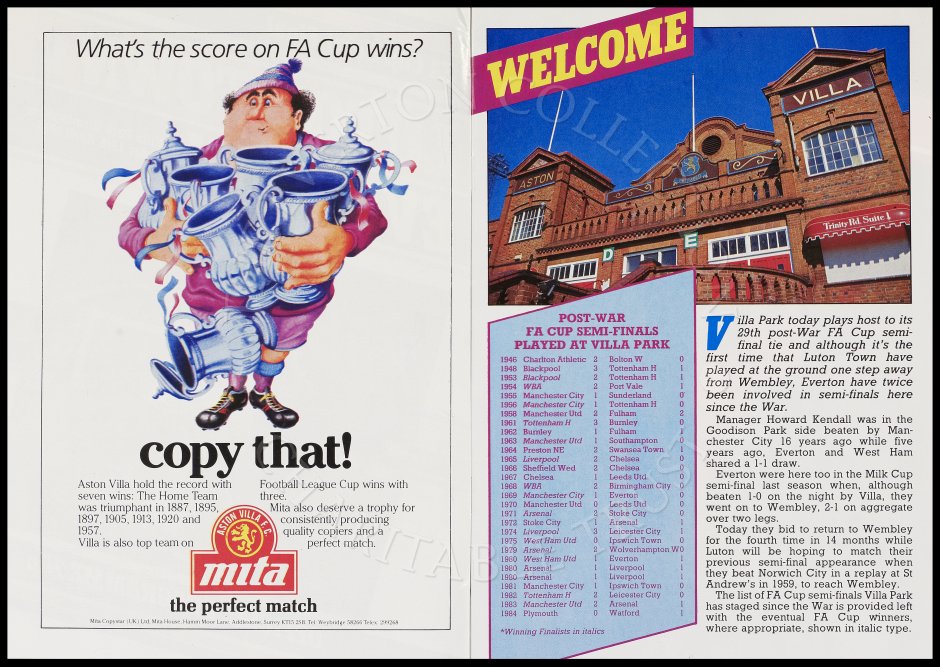 What's the score on FA Cup wins?
copy that!
Aston Villa hold the record with
seven wins: The Home Team
was triumphant in 1887, 1895,
1897, 1905, 1913, 1920 and
1957.
Villa is also top team on
Football League Cup wins with
three.
Mita also deserve a trophy for
consistently producing
quality copiers and a
perfect match.
ASTON VILLA F.C.
mita
the perfect match
Mita Copystar (UK) Ltd, Mita House, Hamm Moor Lane, Addlestone, Surrey KT15 2SB. Tel: Weybridge 58266 Telex: 299268
WELCOME
ASTON
VILLA
Trinity Rd. Suite 1
D E
POST-WAR
FA CUP SEMI-FINALS
PLAYED AT VILLA PARK
1946 Charlton Athletic 2 Bolton W 0
1948 Blackpool 3 Tottenham H 1
1953 Blackpool 2 Tottenham H 1
1954 WBA 2 Port Vale 1
1955 Manchester City 1 Sunderland 0
1956 Manchester City 1 Tottenham H 0
1958 Manchester Utd 2 Fulham 2
1961 Tottenham H 3 Burnley 0
1962 Burnley 1 Fulham 1
1963 Manchester Utd 1 Southampton 0
1964 Preston NE 2 Swansea Town 1
1965 Liverpool 2 Chelsea 0
1966 Sheffield Wed 2 Chelsea 0
1967 Chelsea 1 Leeds Utd 0
1968 WBA 2 Birmingham City 0
1969 Manchester City 1 Everton 0
1970 Manchester Utd 0 Leeds Utd 0
1971 Arsenal 2 Stoke City 0
1972 Stoke City 1 Arsenal 1
1974 Liverpool 3 Leicester City 1
1975 West Ham Utd 0 Ipswich Town 0
1979 Arsenal 2 Wolverhampton W 0
1980 West Ham Utd 1 Everton 1
1980 Arsenal 1 Liverpool 1
1980 Arsenal 1 Liverpool 1
1981 Manchester City 1 Ipswich Town 0
1982 Tottenham H 2 Leicester City 0
1983 Manchester Utd 2 Arsenal 1
1984 Plymouth 0 Watford 1
*Winning Finalists in italics
Villa Park today plays host to its
29th post-War FA Cup semi-
final tie and although it's the
first time that Luton Town have
played at the ground one step away
from Wembley, Everton have twice
been involved in semi-finals here
since the War.
Manager Howard Kendall was in the
Goodison Park side beaten by Man-
chester City 16 years ago while five
years ago, Everton and West Ham
shared a 1-1 draw.
Everton were here too in the Milk Cup
semi-final last season when, although
beaten 1-0 on the night by Villa, they
went on to Wembley, 2-1 on aggregate
over two legs.
Today they bid to return to Wembley
for the fourth time in 14 months while
Luton will be hoping to match their
previous semi-final appearance when
they beat Norwich City in a replay at St
Andrew's in 1959, to reach Wembley.
The list of FA Cup semi-finals Villa Park
has staged since the War is provided left
with the eventual FA Cup winners,
where appropriate, shown in italic type.